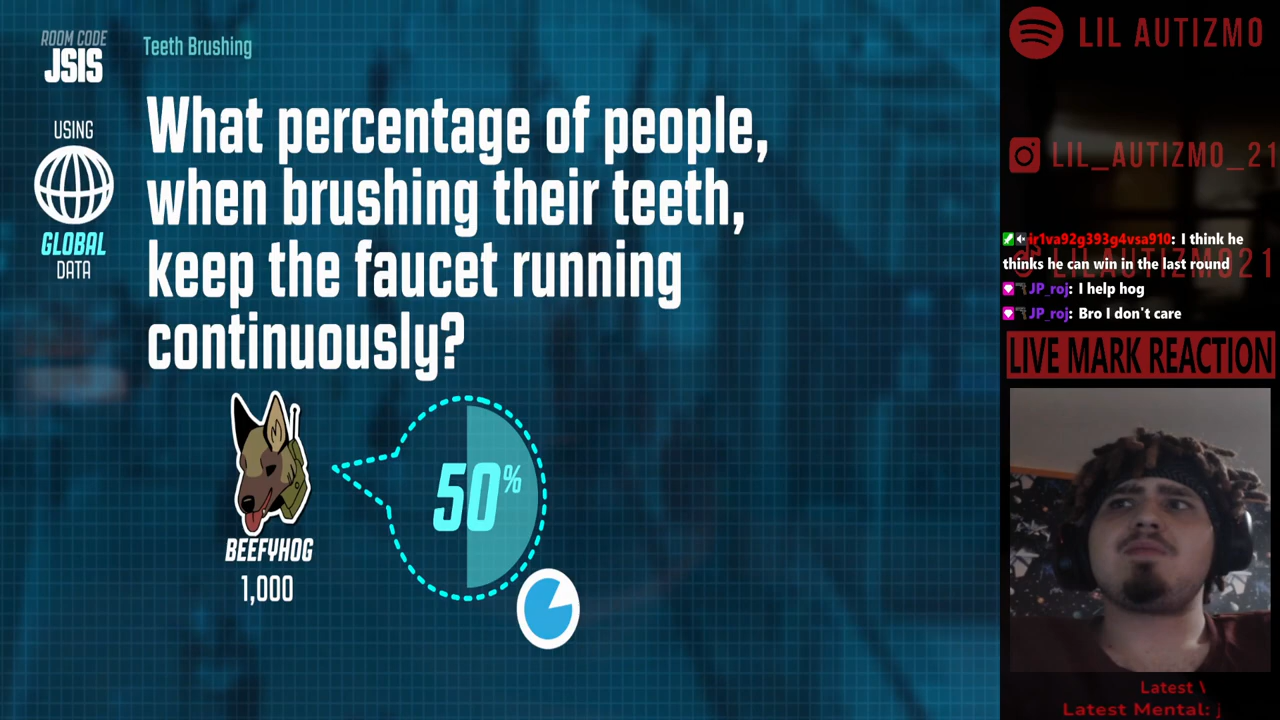 ROOM CODE
JSIS
USING
GLOBAL
DATA
Teeth Brushing
What percentage of people,
when brushing their teeth,
keep the faucet running
continuously?
50%
BEEFYHOG
1,000
LIL AUTIZMO
LIL_AUTIZMO_21
LILAUTIZMO21
ir1va92g393g4vsa910: I think he
thinks he can win in the last round
JP_roj: I help hog
JP_roj: Bro I don't care
LIVE MARK REACTION
Latest
Latest Mental: j